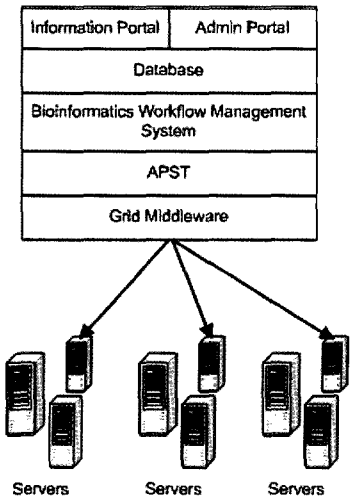 Information Portal Admin Portal
Database
Bioinformatics Workflow Management
System
APST
Grid Middleware
Servers Servers Servers